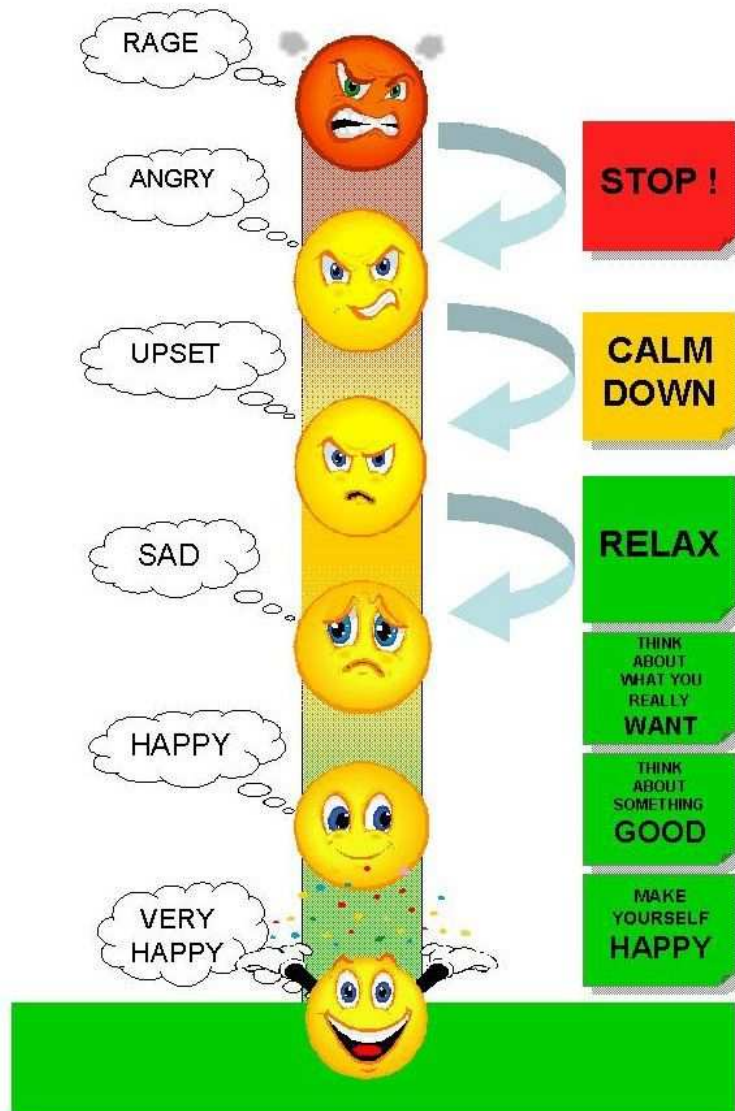 RAGE
ANGRY
UPSET
SAD
HAPPY
VERY
HAPPY
STOP !
CALM
DOWN
RELAX
THINK
ABOUT
WHAT YOU
REALLY
WANT
THINK
ABOUT
SOMETHING
GOOD
MAKE
YOURSELF
HAPPY